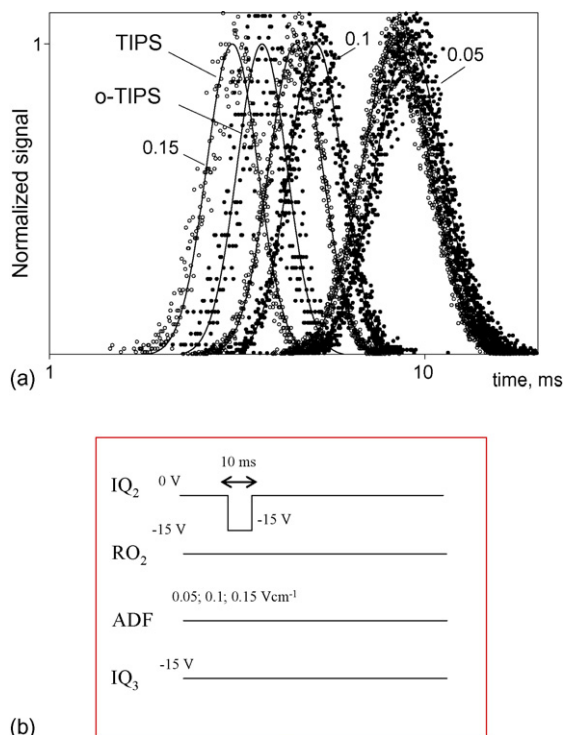 TIPS
o-TIPS
0.15
0.1
0.05
1
Normalized signal
1
10
time, ms
(a)
10 ms
IQ₂
0 V
-15 V
-15 V
RO₂
0.05; 0.1; 0.15 Vcm⁻¹
ADF
-15 V
IQ₃
(b)